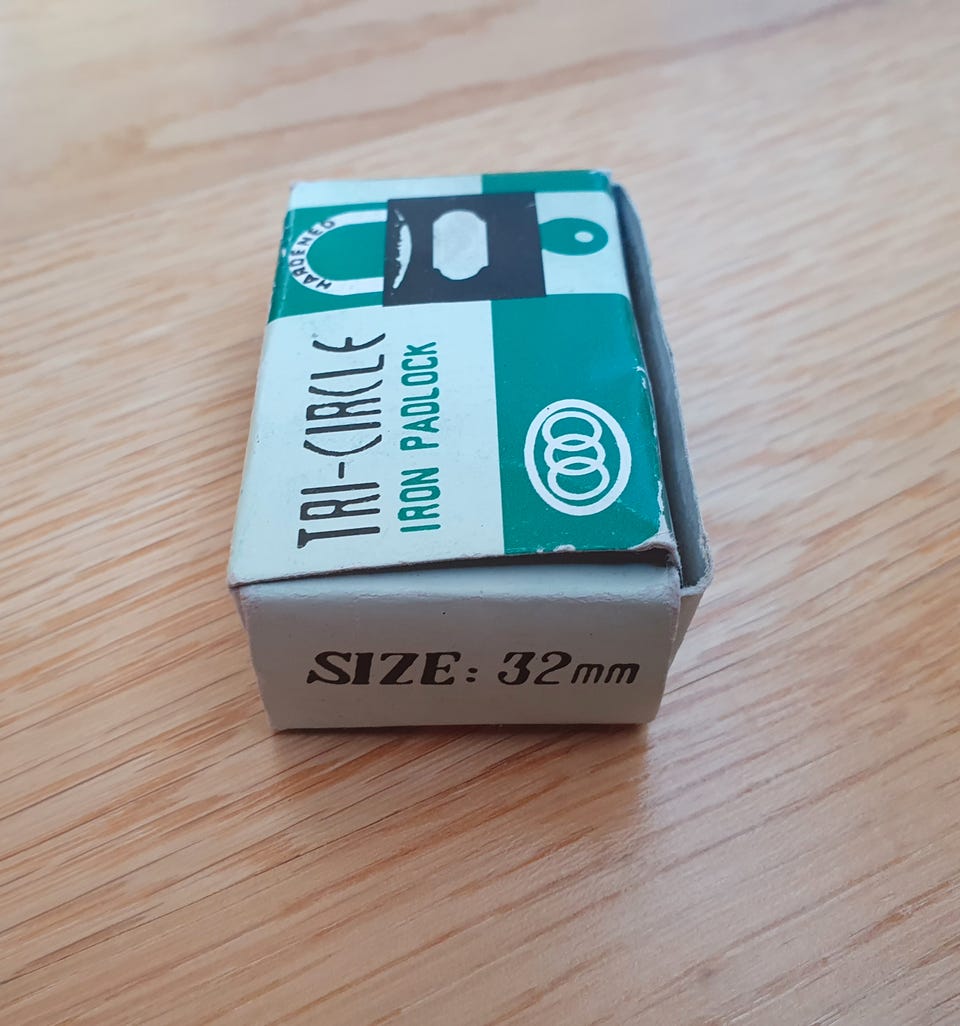 HARDENED
TRI-CIRCLE
IRON PADLOCK
SIZE: 32mm